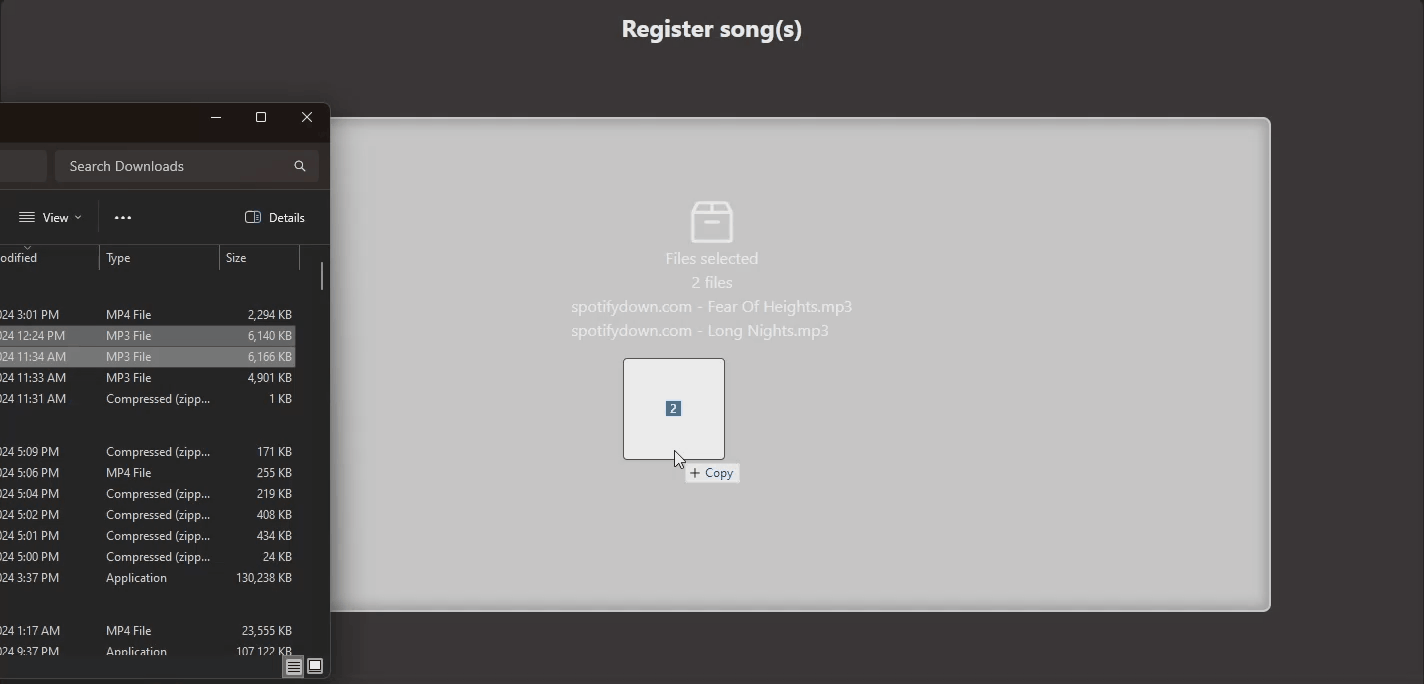 Register song(s)
Search Downloads
View
Details
odified Type Size
024 3:01 PM MP4 File 2,294 KB
024 12:24 PM MP3 File 6,140 KB
024 11:34 AM MP3 File 6,166 KB
024 11:33 AM MP3 File 4,901 KB
024 11:31 AM Compressed (zipp... 1 KB
024 5:09 PM Compressed (zipp... 171 KB
024 5:06 PM MP4 File 255 KB
024 5:04 PM Compressed (zipp... 219 KB
024 5:02 PM Compressed (zipp... 408 KB
024 5:01 PM Compressed (zipp... 434 KB
024 5:00 PM Compressed (zipp... 24 KB
024 3:37 PM Application 130,238 KB
024 1:17 AM MP4 File 23,555 KB
024 9:37 PM Application 107,122 KB
Files selected
2 files
spotifydown.com - Fear Of Heights.mp3
spotifydown.com - Long Nights.mp3
2
+ Copy